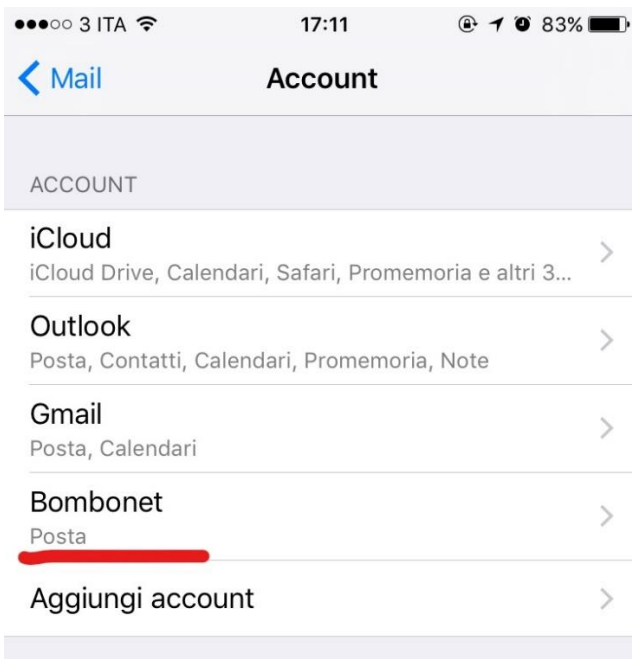 3 ITA 17:11 83%
Mail Account
ACCOUNT
iCloud
iCloud Drive, Calendari, Safari, Promemoria e altri 3...
Outlook
Posta, Contatti, Calendari, Promemoria, Note
Gmail
Posta, Calendari
Bombonet
Posta
Aggiungi account